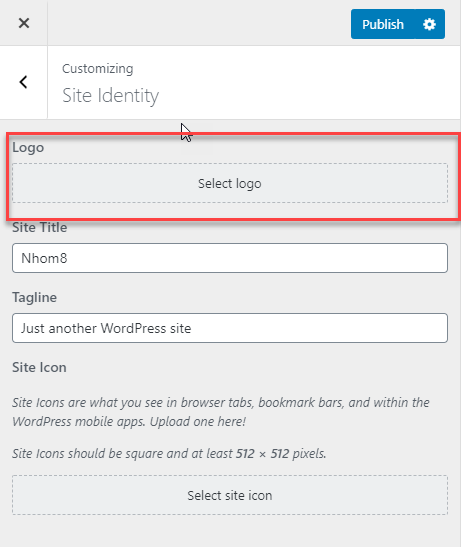 Publish
Customizing
Site Identity
Logo
Select logo
Site Title
Nhom8
Tagline
Just another WordPress site
Site Icon
Site Icons are what you see in browser tabs, bookmark bars, and within the
WordPress mobile apps. Upload one here!
Site Icons should be square and at least 512 × 512 pixels.
Select site icon